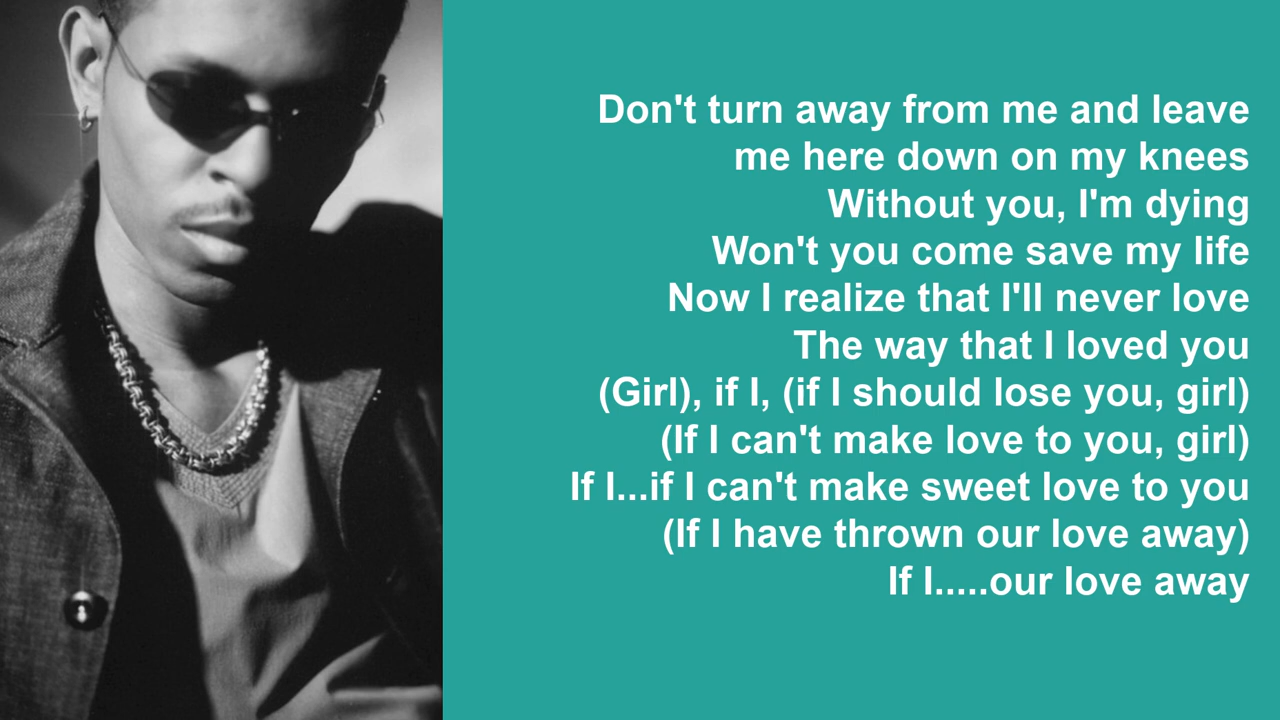 Don't turn away from me and leave
me here down on my knees
Without you, I'm dying
Won't you come save my life
Now I realize that I'll never love
The way that I loved you
(Girl), if I, (if I should lose you, girl)
(If I can't make love to you, girl)
If I...if I can't make sweet love to you
(If I have thrown our love away)
If I.....our love away